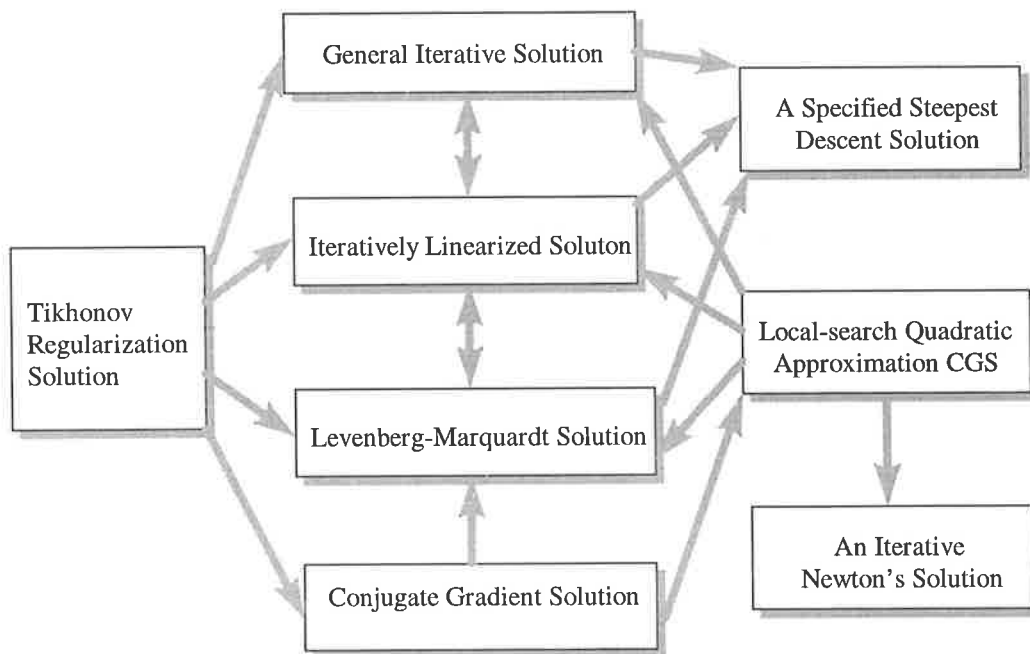 General Iterative Solution
A Specified Steepest
Descent Solution
Iteratively Linearized Soluton
Tikhonov
Regularization
Solution
Local-search Quadratic
Approximation CGS
Levenberg-Marquardt Solution
An Iterative
Newton's Solution
Conjugate Gradient Solution